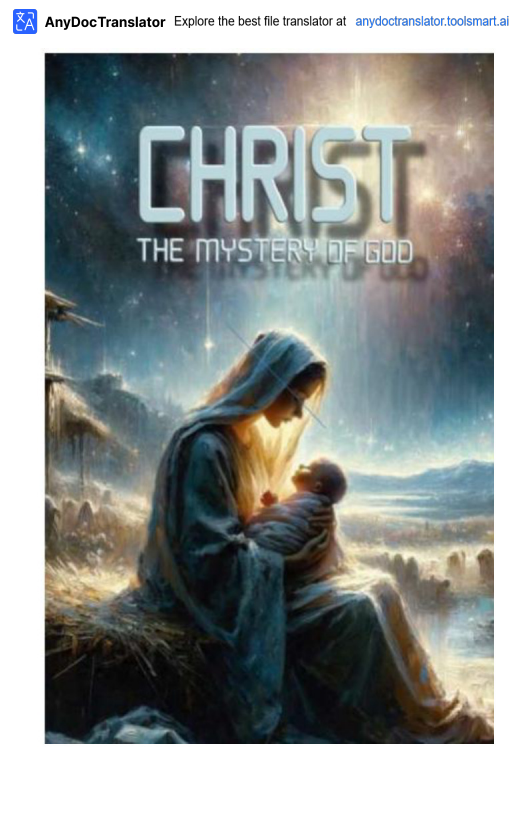 AnyDocTranslator Explore the best file translator at anydoctranslator.toolsmart.ai
CHRIST
THE MYSTERY OF GOD